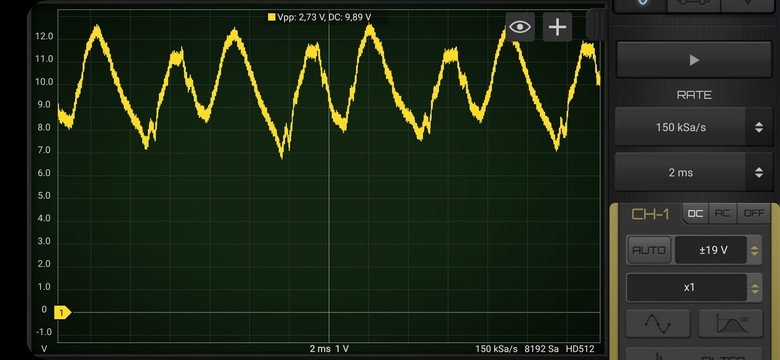 Vpp: 2,73 V, DC: 9,89 V
12.0
11.0
10.0
9.0
8.0
7.0
6.0
5.0
4.0
3.0
2.0
1.0
0
-1.0
1
V
2 ms 1 V
150 kSa/s 8192 Sa HD512
RATE
150 kSa/s
2 ms
CH-1
DC
AC
OFF
AUTO
±19 V
x1